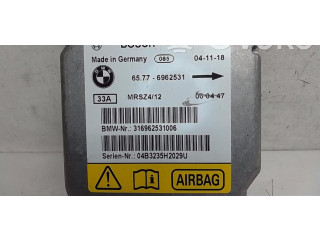 BOSCH
Made in Germany 085 04-11-18
65.77 - 6962531
33A MRSZ4/12 00 04 47
BMW-Nr.: 316962531006
Serien-Nr.: 04B3235H2029U
AIRBAG